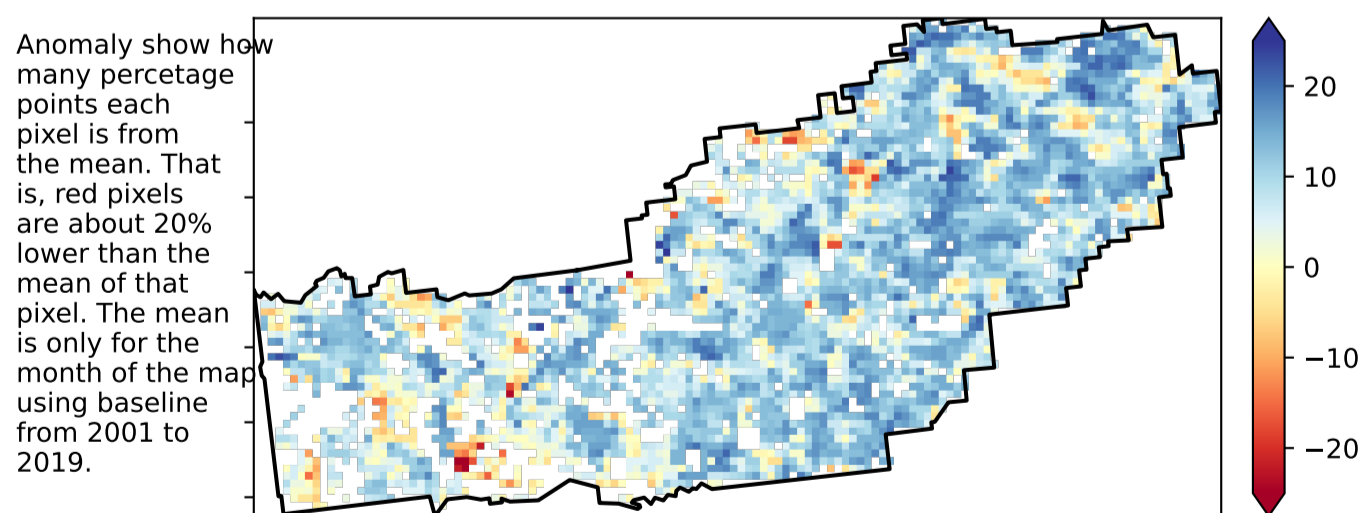 Anomaly show how
many percetage
points each
pixel is from
the mean. That
is, red pixels
are about 20%
lower than the
mean of that
pixel. The mean
is only for the
month of the map
using baseline
from 2001 to
2019.
20
10
0
−10
−20